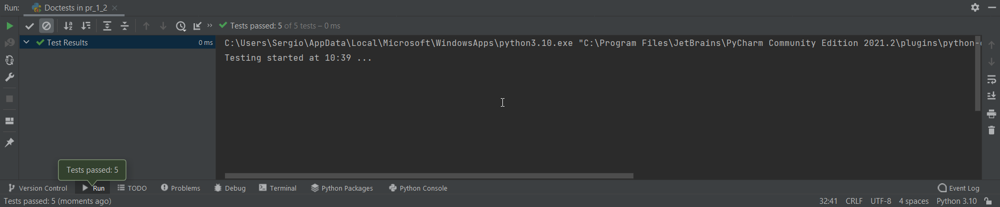 Run: Doctests in pr_1_2
Tests passed: 5 of 5 tests – 0 ms
Test Results 0 ms
C:\Users\Sergio\AppData\Local\Microsoft\WindowsApps\python3.10.exe "C:\Program Files\JetBrains\PyCharm Community Edition 2021.2\plugins\python-
Testing started at 10:39 ...
Tests passed: 5
Version Control Run TODO Problems Debug Terminal Python Packages Python Console Event Log
Tests passed: 5 (moments ago) 32:41 CRLF UTF-8 4 spaces Python 3.10